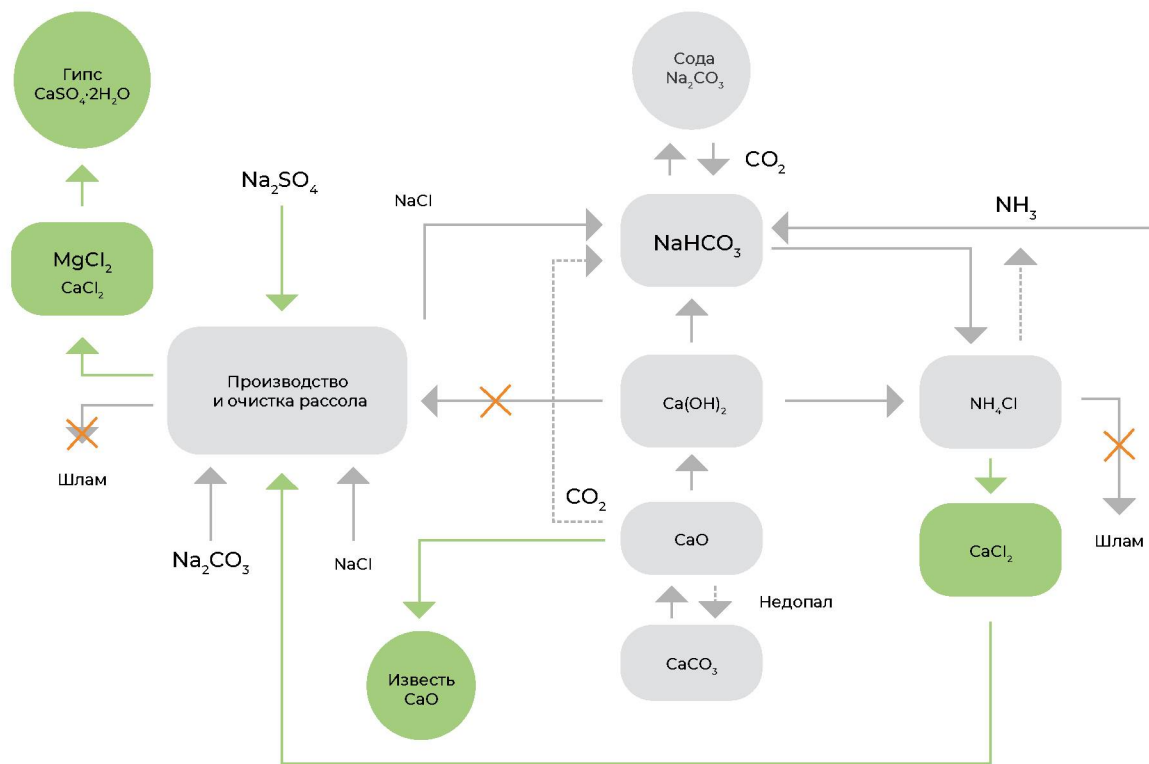 Гипс
CaSO₄·2H₂O
Сода
Na₂CO₃
CO₂
Na₂SO₄
NaCl
NH₃
MgCl₂
CaCl₂
NaHCO₃
Производство
и очистка рассола
Ca(OH)₂
NH₄Cl
Шлам
CO₂
Na₂CO₃
NaCl
CaO
CaCl₂
Шлам
Недопал
Известь
CaO
CaCO₃